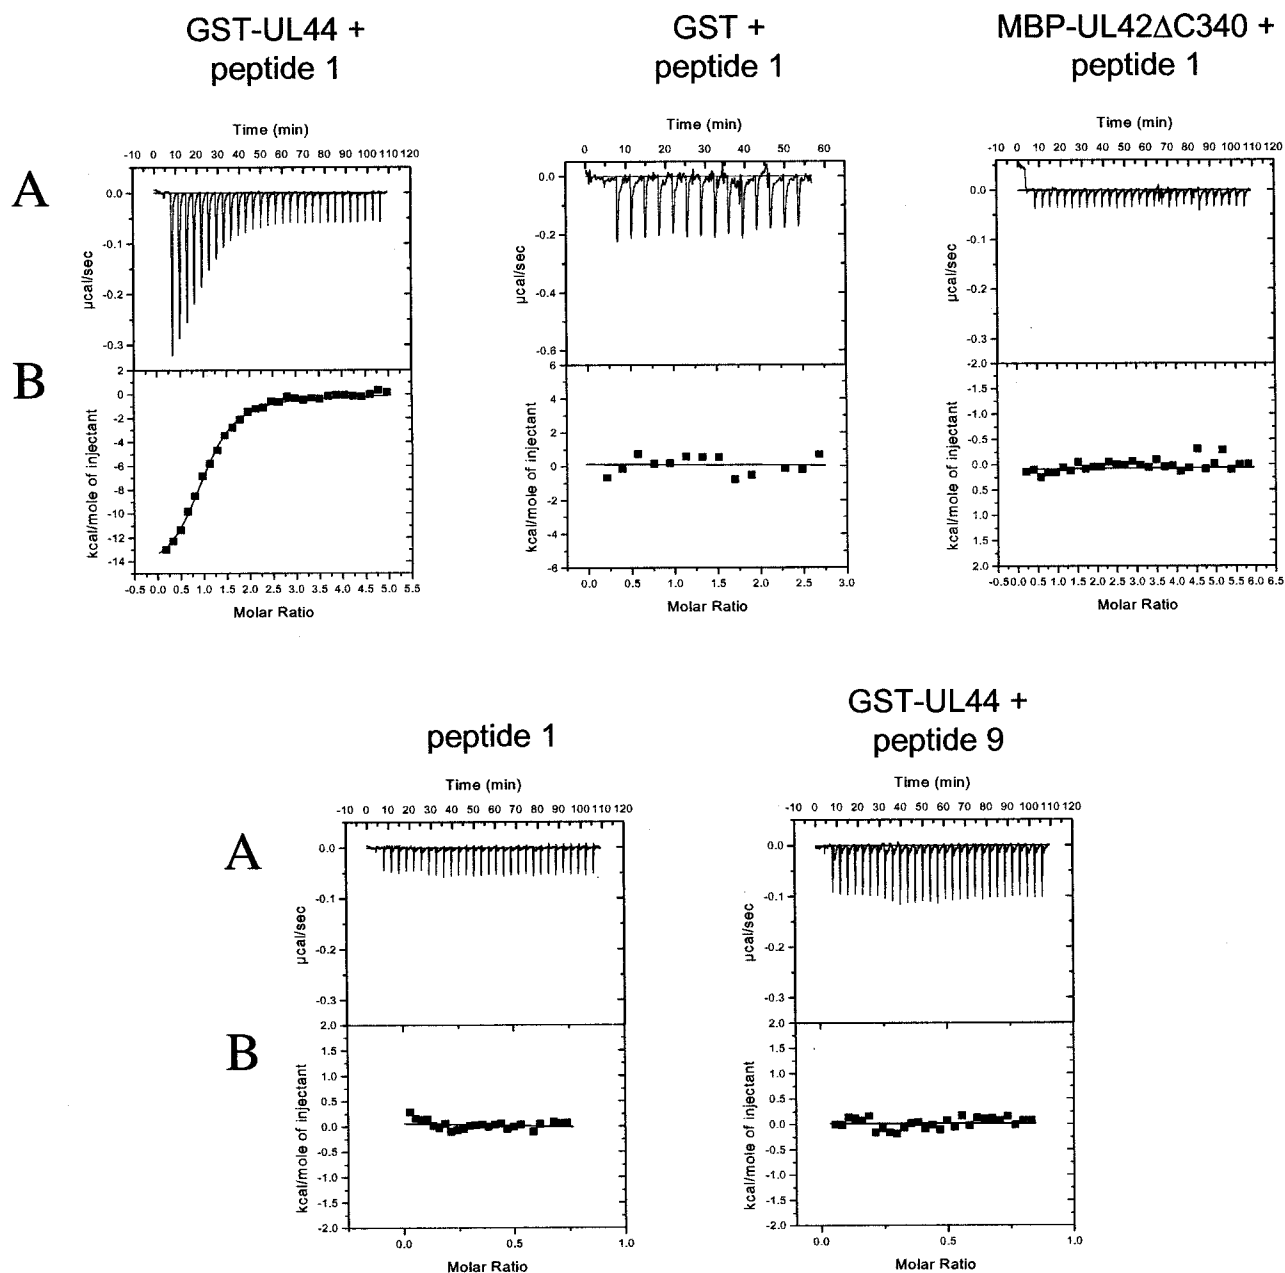 GST-UL44 +
peptide 1
GST +
peptide 1
MBP-UL42ΔC340 +
peptide 1
A
B
Time (min)
-10 0 10 20 30 40 50 60 70 80 90 100 110 120
0.0
-0.1
-0.2
-0.3
µcal/sec
2
0
-2
-4
-6
-8
-10
-12
-14
kcal/mole of injectant
0.0 0.5 1.0 1.5 2.0 2.5 3.0 3.5 4.0 4.5 5.0 5.5
Molar Ratio
Time (min)
0 10 20 30 40 50 60
0.0
-0.2
-0.4
-0.6
µcal/sec
6
4
2
0
-2
-4
-6
kcal/mole of injectant
0.0 0.5 1.0 1.5 2.0 2.5 3.0
Molar Ratio
Time (min)
-10 0 10 20 30 40 50 60 70 80 90 100 110 120
0.0
-0.1
-0.2
-0.3
µcal/sec
-2.0
-1.5
-1.0
-0.5
0.0
0.5
1.0
1.5
2.0
kcal/mole of injectant
-0.5 0.0 0.5 1.0 1.5 2.0 2.5 3.0 3.5 4.0 4.5 5.0 5.5 6.0 6.5
Molar Ratio
peptide 1
GST-UL44 +
peptide 9
A
B
Time (min)
-10 0 10 20 30 40 50 60 70 80 90 100 110 120
0.0
-0.1
-0.2
-0.3
µcal/sec
2.0
1.5
1.0
0.5
0.0
-0.5
-1.0
-1.5
-2.0
kcal/mole of injectant
0.0 0.5 1.0
Molar Ratio
Time (min)
-10 0 10 20 30 40 50 60 70 80 90 100 110 120
0.0
-0.1
-0.2
-0.3
µcal/sec
2.0
1.5
1.0
0.5
0.0
-0.5
-1.0
-1.5
-2.0
kcal/mole of injectant
0.0 0.5 1.0
Molar Ratio